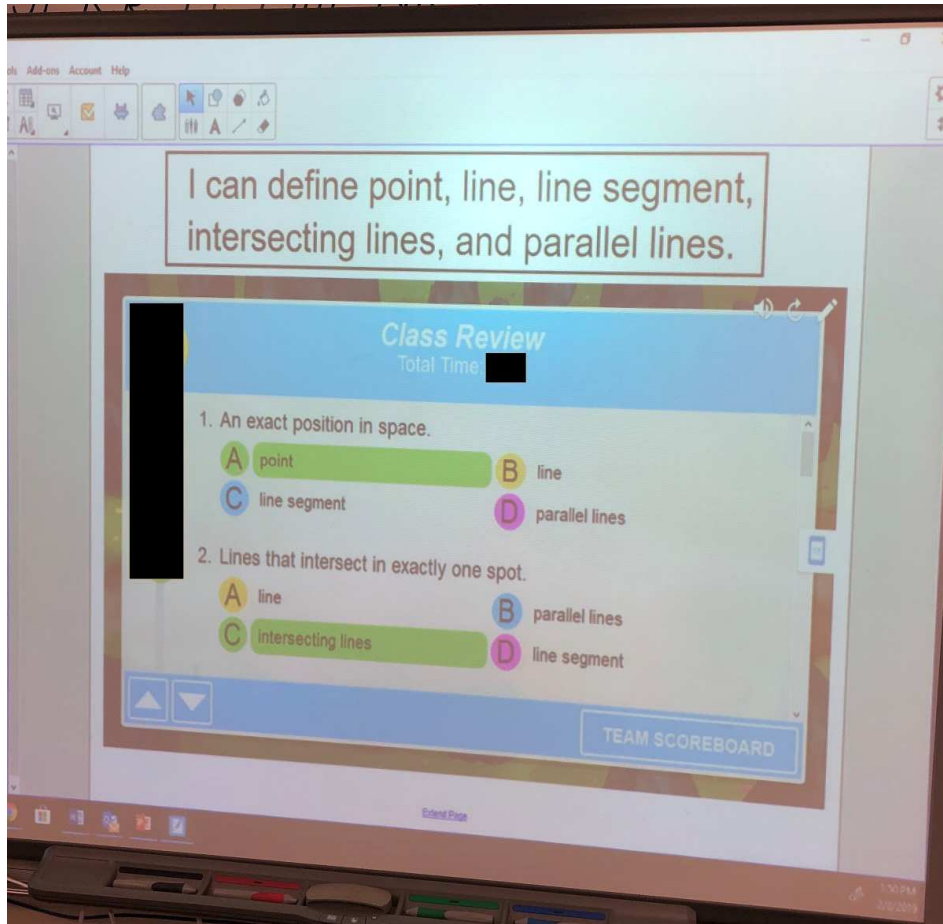 Add-ons Account Help
I can define point, line, line segment,
intersecting lines, and parallel lines.
Class Review
Total Time:
1. An exact position in space.
A point
B line
C line segment
D parallel lines
2. Lines that intersect in exactly one spot.
A line
B parallel lines
C intersecting lines
D line segment
TEAM SCOREBOARD
Extend Page